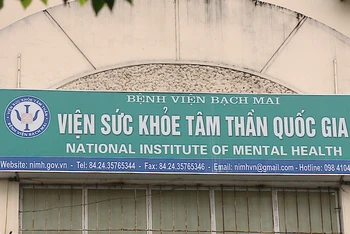 BỆNH VIỆN BẠCH MAI
VIỆN SỨC KHỎE TÂM THẦN QUỐC GIA
NATIONAL INSTITUTE OF MENTAL HEALTH
Website: nimh.gov.vn - Tel: 84.24.35765344 - Fax: 84.24.35765346 - Email: nimhvn@gmail.com - Hotline: 098 4104